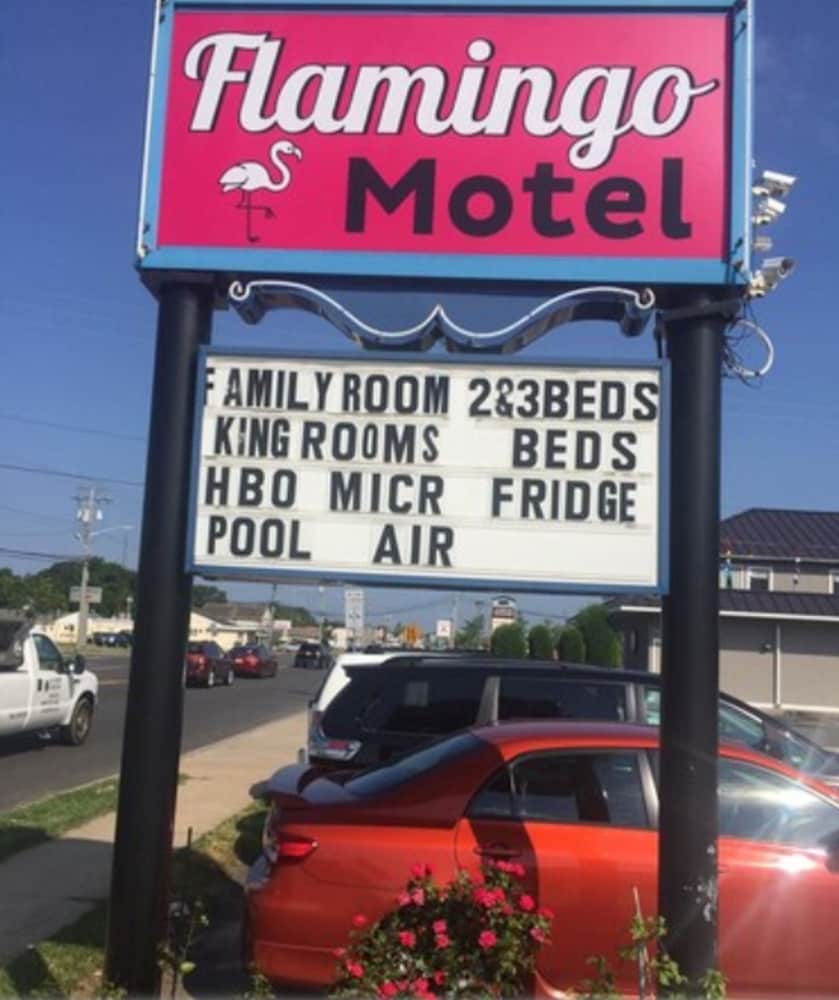 Flamingo
Motel
FAMILY ROOM 2&3BEDS
KING ROOMS BEDS
HBO MICR FRIDGE
POOL AIR